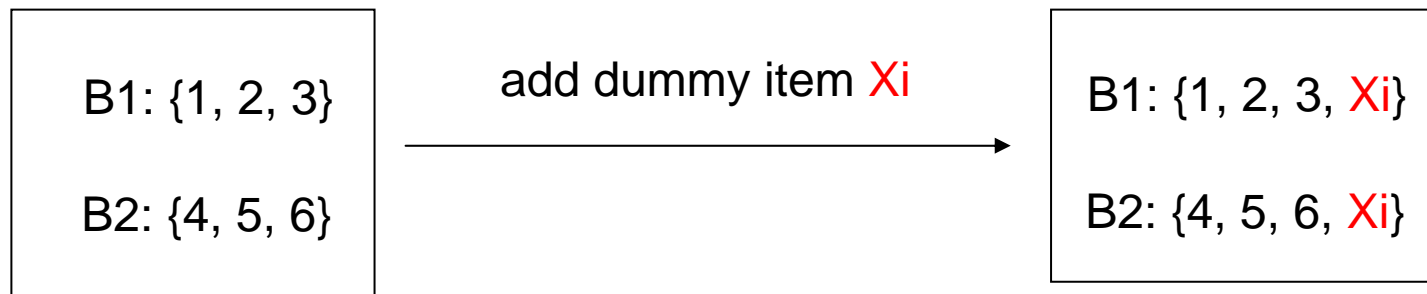 B1: {1, 2, 3}
B2: {4, 5, 6}
add dummy item Xi
B1: {1, 2, 3, Xi}
B2: {4, 5, 6, Xi}